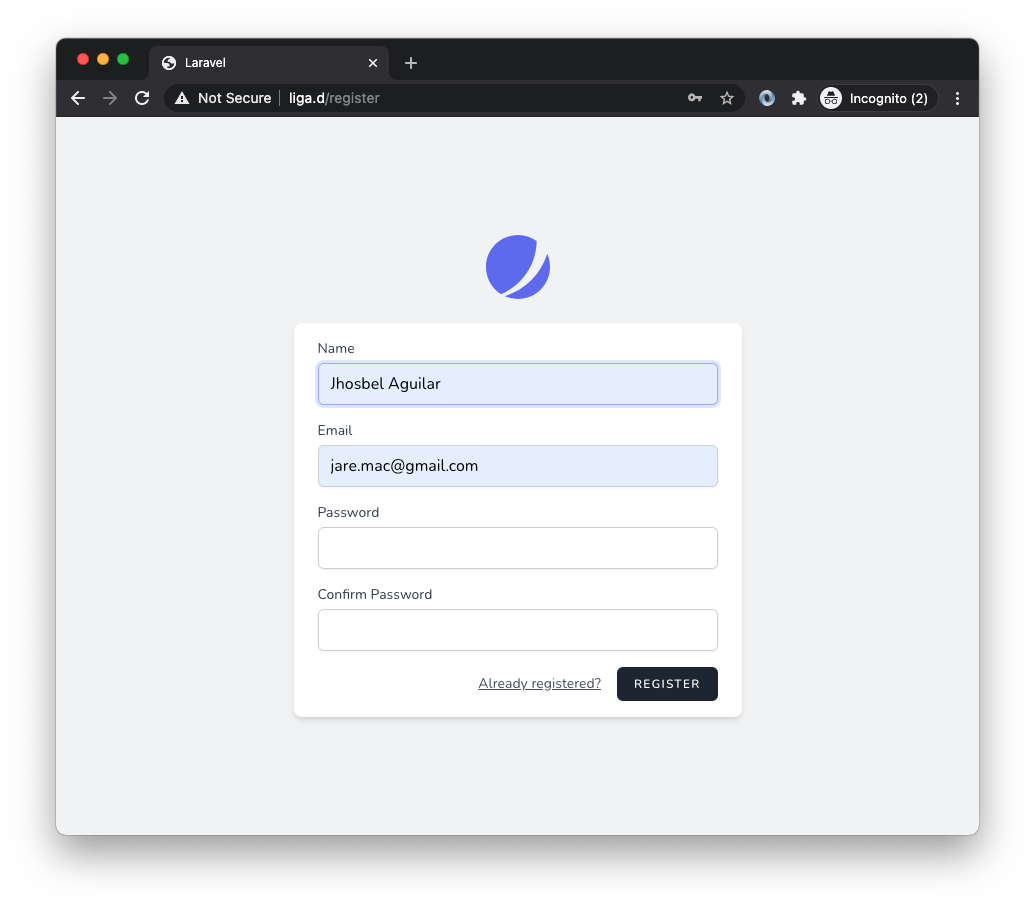 Laravel
Not Secure liga.d/register Incognito (2)
Name
Jhosbel Aguilar
Email
jare.mac@gmail.com
Password
Confirm Password
Already registered? REGISTER